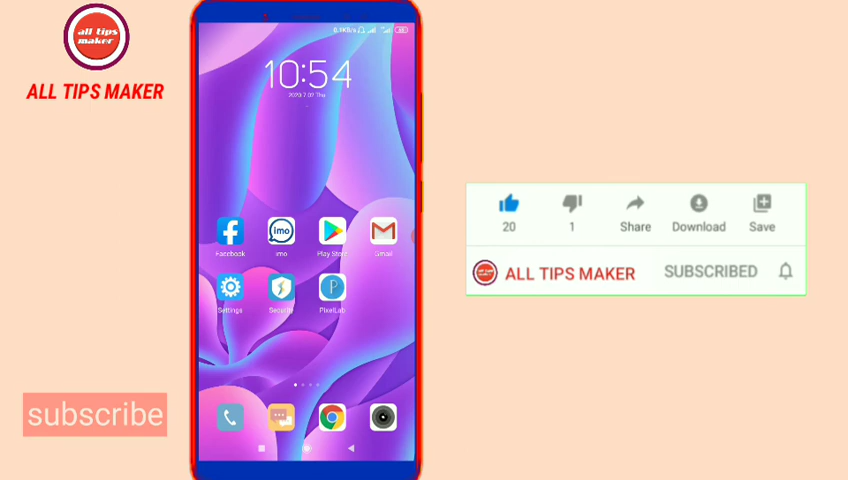 all tips
maker
ALL TIPS MAKER
10:54
Facebook
imo
imo
Play Store
Gmail
Settings
Security
PixelLab
20
1
Share
Download
Save
ALL TIPS MAKER
SUBSCRIBED
subscribe